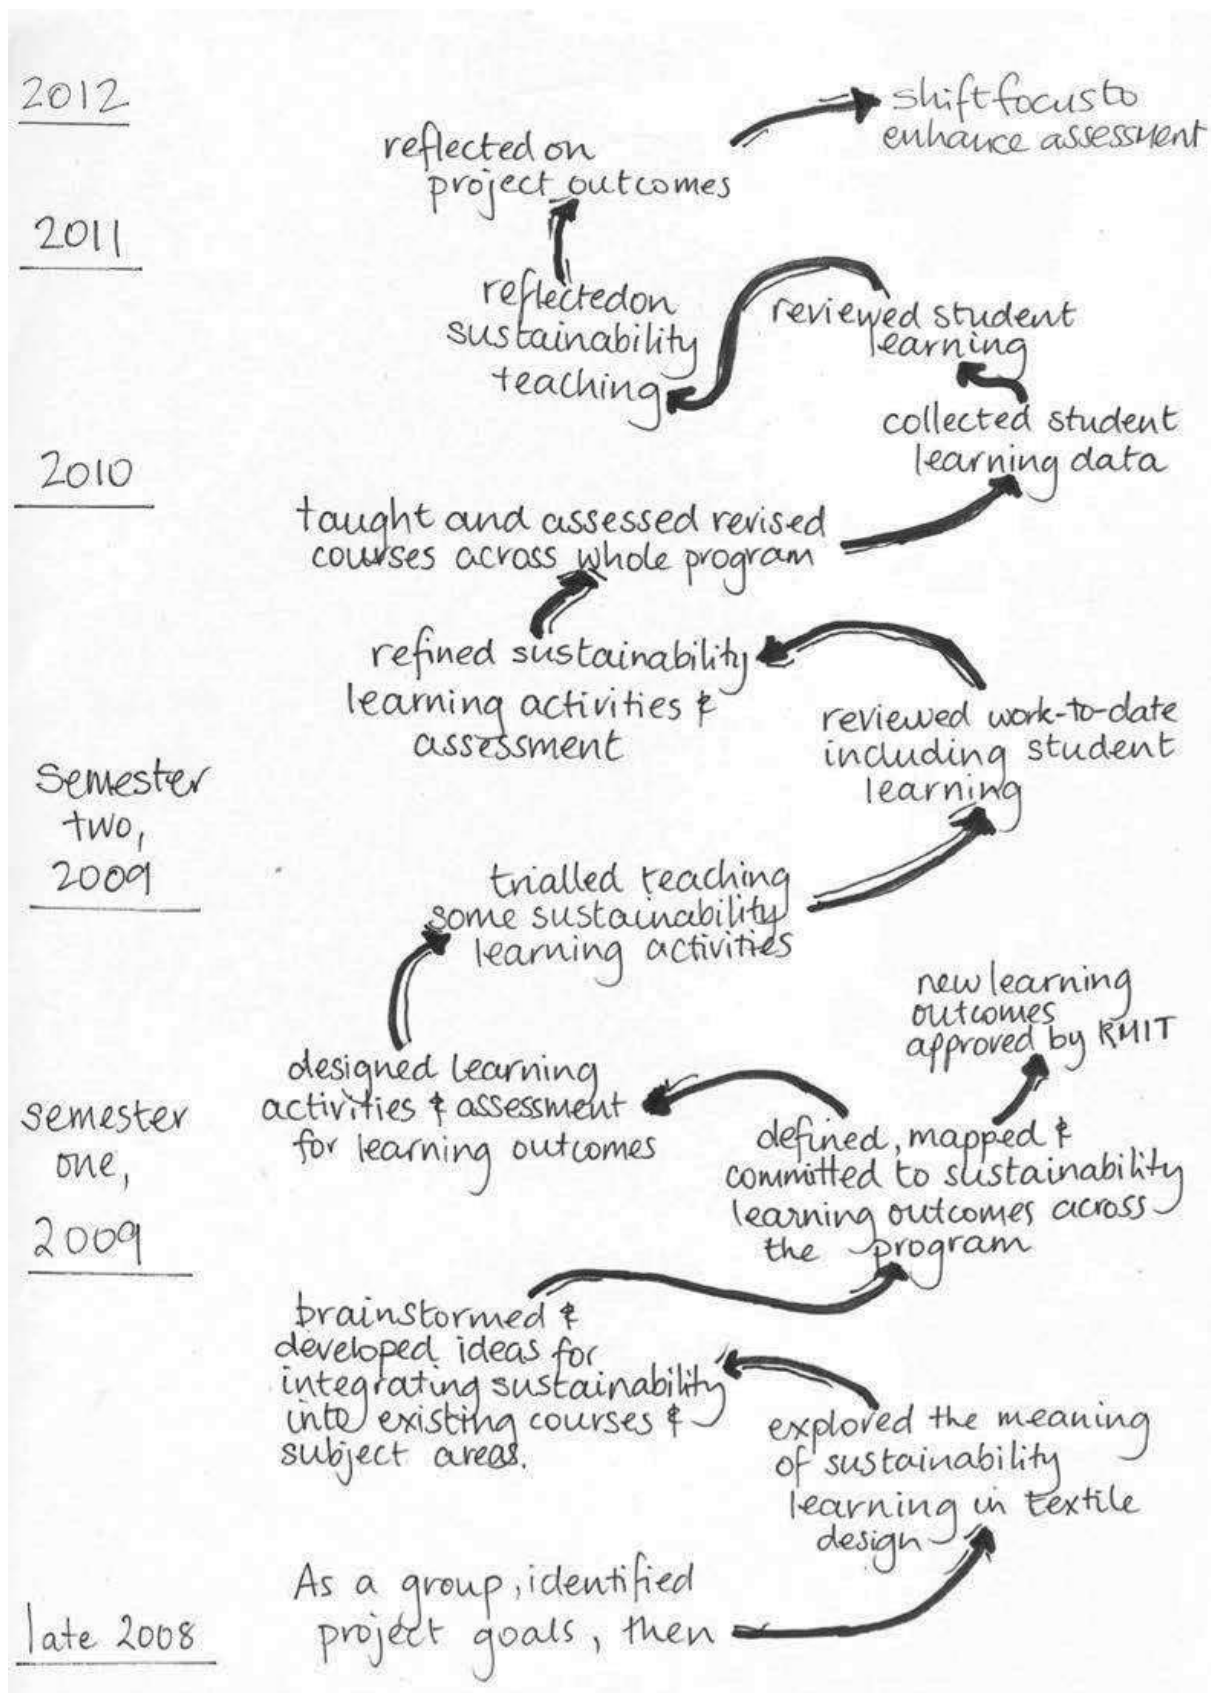 2012
shift focus to
enhance assessment
reflected on
project outcomes
2011
reflected on
sustainability
teaching
reviewed student
learning
collected student
learning data
2010
taught and assessed revised
courses across whole program
refined sustainability
learning activities &
assessment
reviewed work-to-date
including student
learning
Semester
two,
2009
trialled teaching
some sustainability
learning activities
new learning
outcomes
approved by RMIT
designed learning
activities & assessment
for learning outcomes
semester
one,
2009
defined, mapped &
committed to sustainability
learning outcomes across
the program
brainstormed &
developed ideas for
integrating sustainability
into existing courses &
subject areas.
explored the meaning
of sustainability
learning in textile
design
As a group, identified
project goals, then
late 2008